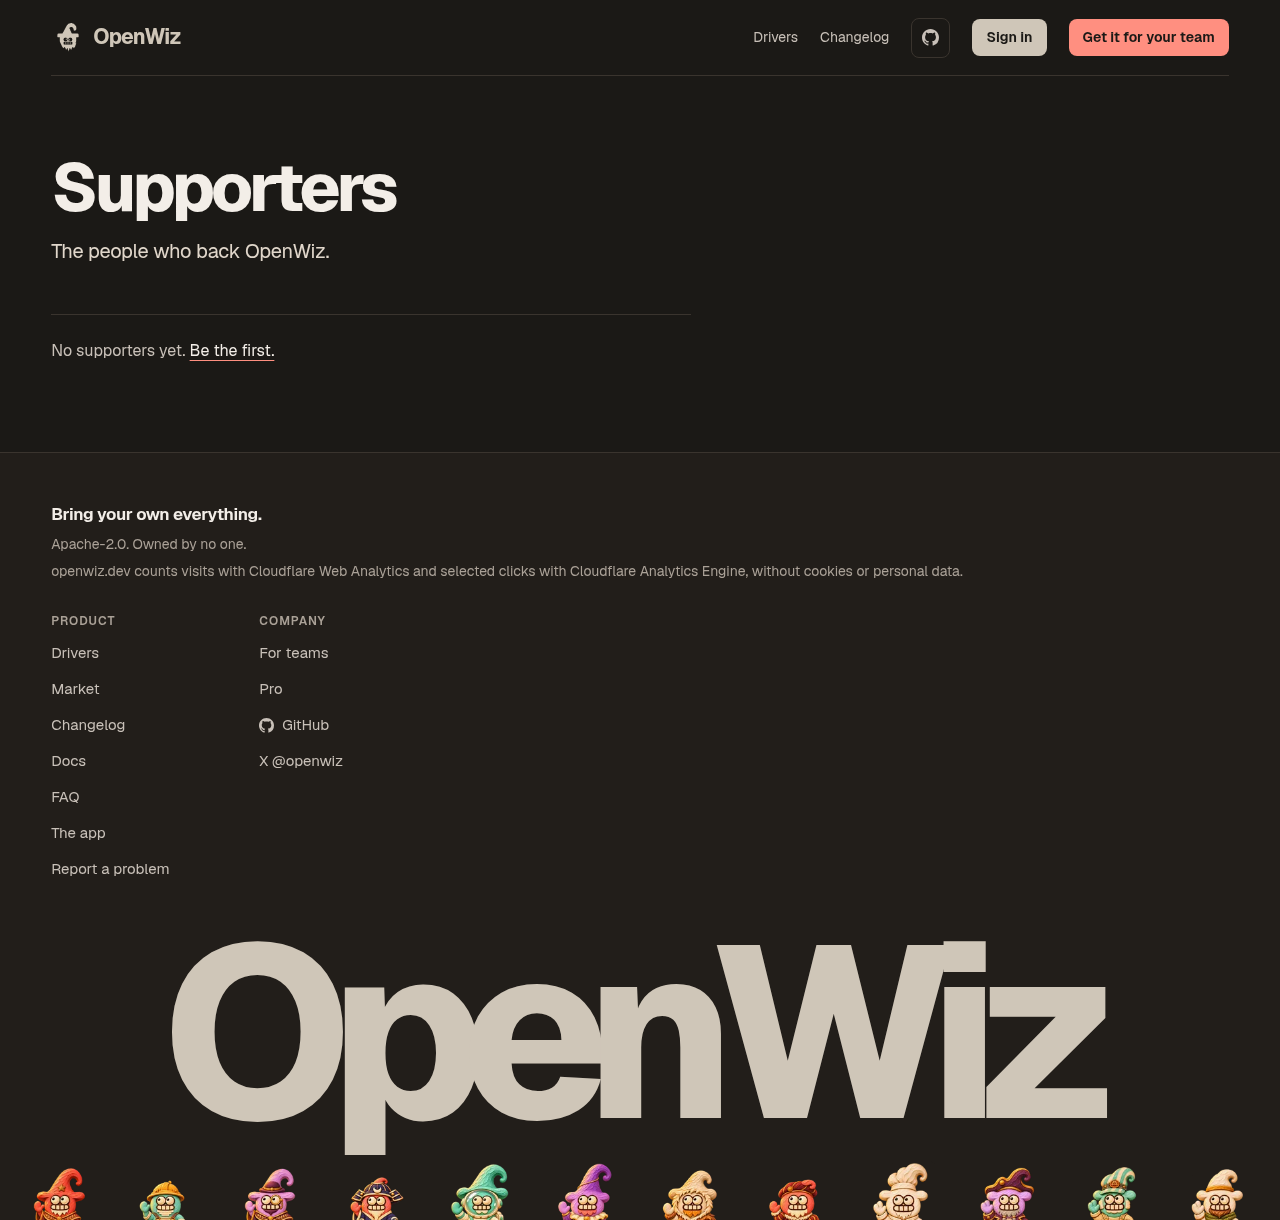 OpenWiz
Drivers
Changelog
Sign in
Get it for your team
Supporters
The people who back OpenWiz.
No supporters yet. Be the first.
Bring your own everything.
Apache-2.0. Owned by no one.
openwiz.dev counts visits with Cloudflare Web Analytics and selected clicks with Cloudflare Analytics Engine, without cookies or personal data.
PRODUCT
Drivers
Market
Changelog
Docs
FAQ
The app
Report a problem
COMPANY
For teams
Pro
GitHub
X @openwiz
OpenWiz